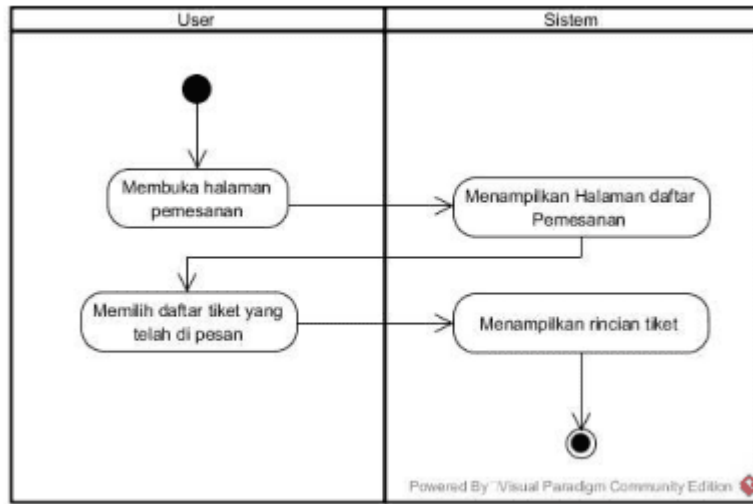 User
Sistem
Membuka halaman
pemesanan
Menampilkan Halaman daftar
Pemesanan
Memilih daftar tiket yang
telah di pesan
Menampilkan rincian tiket
Powered By Visual Paradigm Community Edition